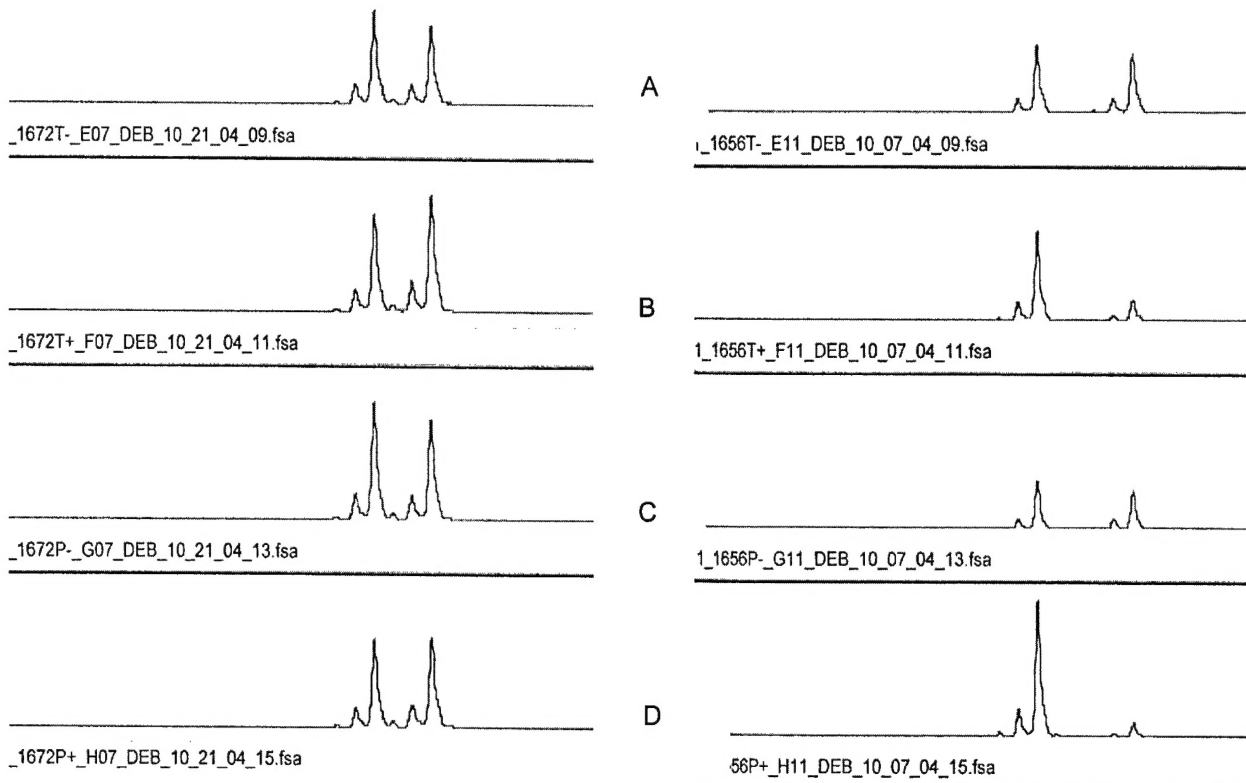 A
_1672T-_E07_DEB_10_21_04_09.fsa
ı_1656T-_E11_DEB_10_07_04_09.fsa
B
_1672T+_F07_DEB_10_21_04_11.fsa
1_1656T+_F11_DEB_10_07_04_11.fsa
C
_1672P-_G07_DEB_10_21_04_13.fsa
1_1656P-_G11_DEB_10_07_04_13.fsa
D
_1672P+_H07_DEB_10_21_04_15.fsa
56P+_H11_DEB_10_07_04_15.fsa